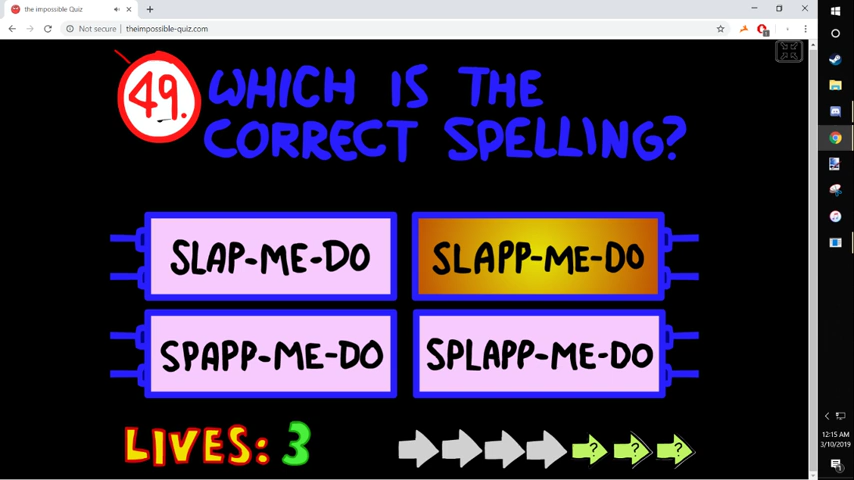 the impossible Quiz
Not secure | theimpossible-quiz.com
49. WHICH IS THE
CORRECT SPELLING?
SLAP-ME-DO
SLAPP-ME-DO
SPAPP-ME-DO
SPLAPP-ME-DO
LIVES: 3
? ? ?
12:15 AM
3/10/2019